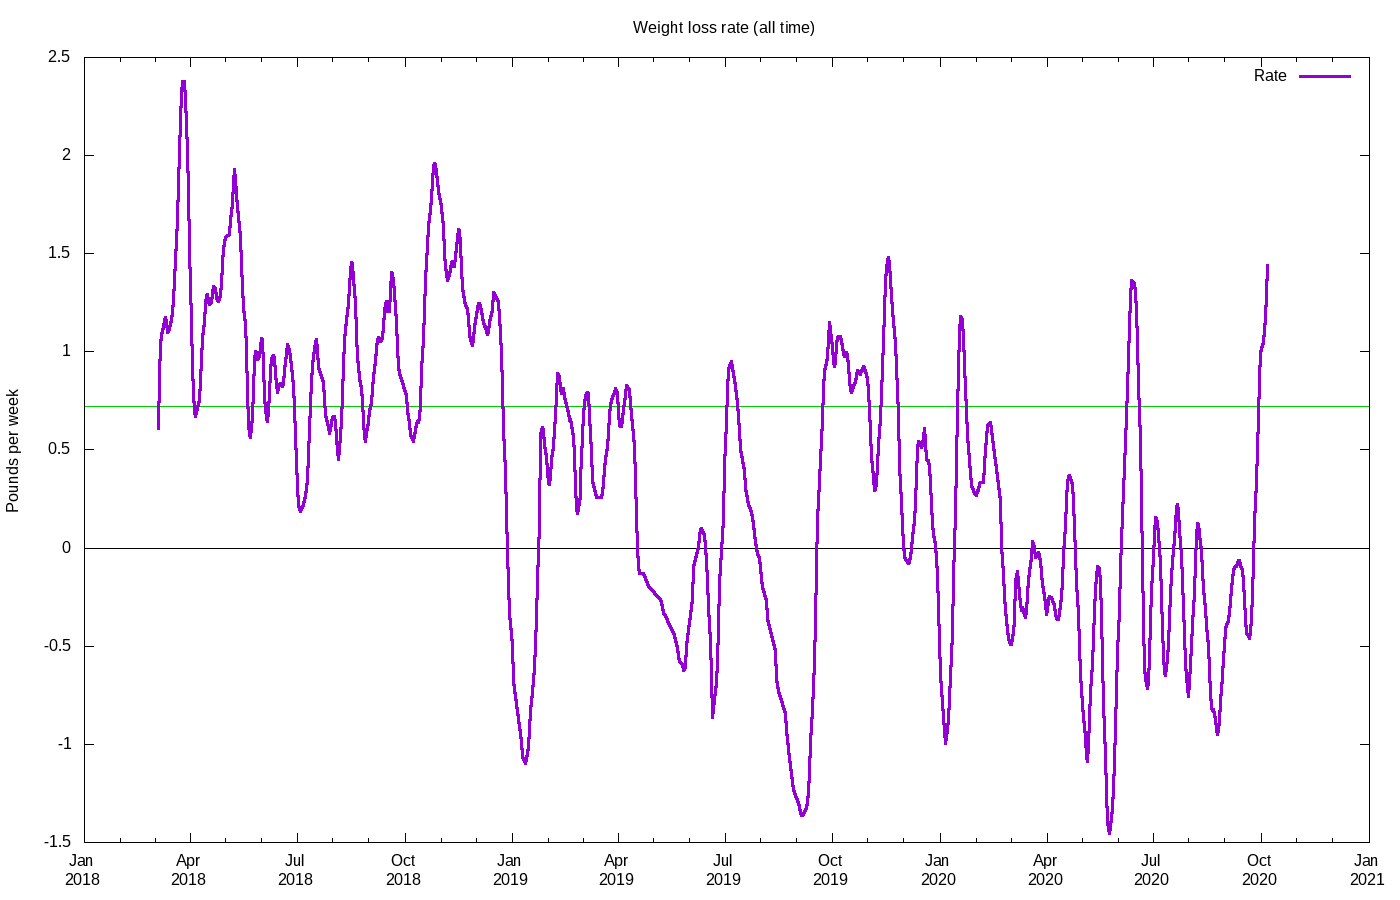 Weight loss rate (all time)
Rate
Pounds per week
2.5
2
1.5
1
0.5
0
-0.5
-1
-1.5
Jan Apr Jul Oct Jan Apr Jul Oct Jan Apr Jul Oct Jan
2018 2018 2018 2018 2019 2019 2019 2019 2020 2020 2020 2020 2021